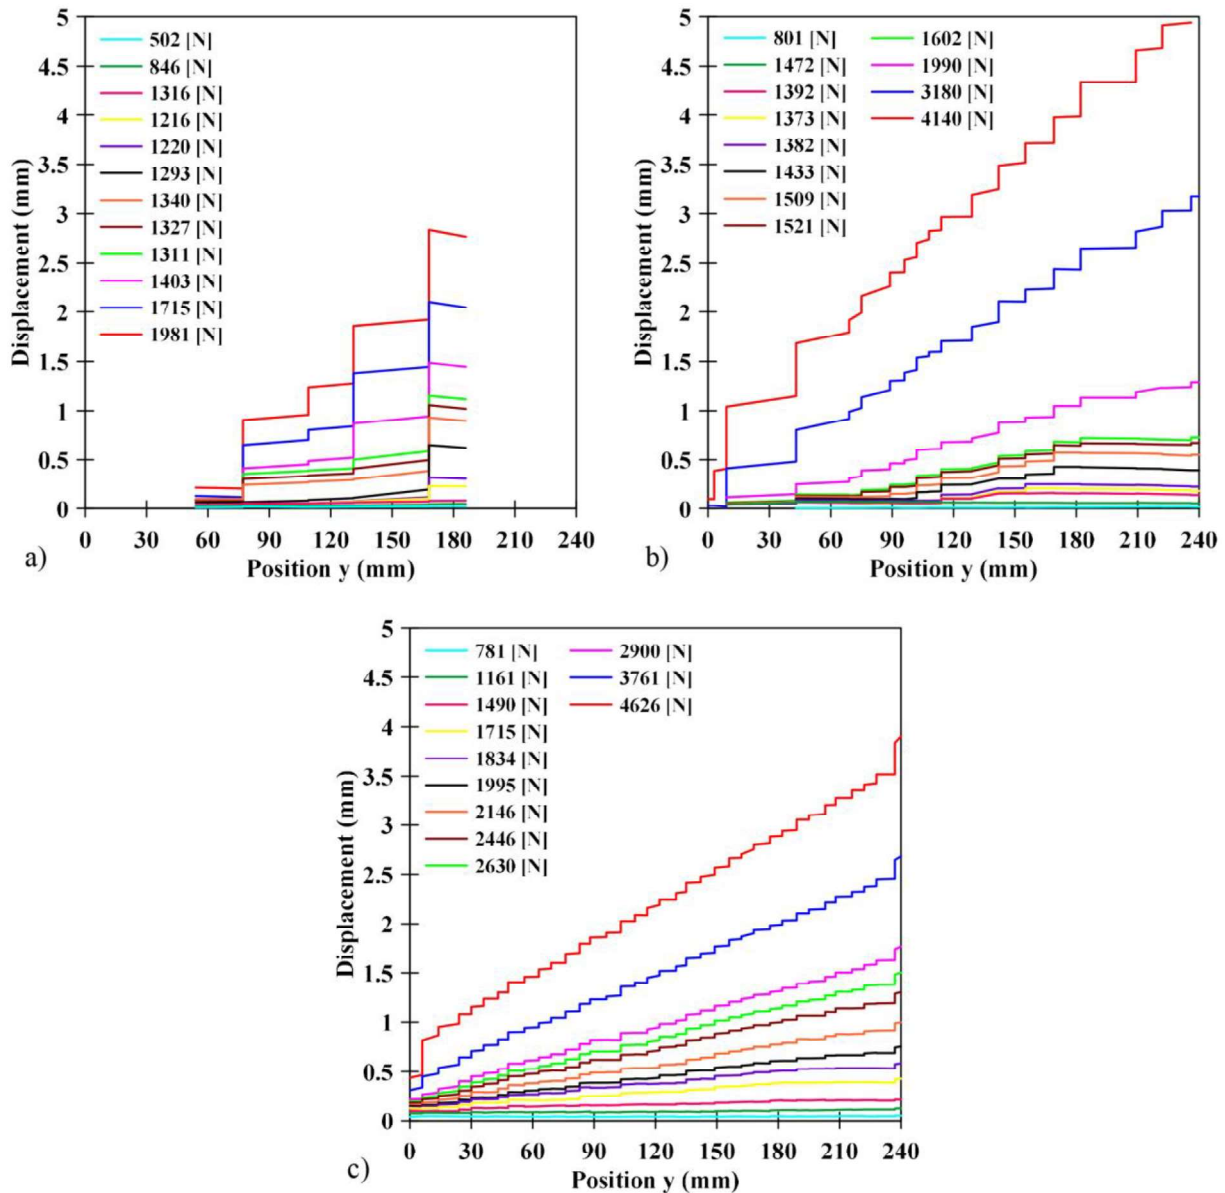 5
4.5
4
3.5
3
2.5
2
1.5
1
0.5
0
Displacement (mm)
502 [N]
846 [N]
1316 [N]
1216 [N]
1220 [N]
1293 [N]
1340 [N]
1327 [N]
1311 [N]
1403 [N]
1715 [N]
1981 [N]
0 30 60 90 120 150 180 210 240
Position y (mm)
a)
5
4.5
4
3.5
3
2.5
2
1.5
1
0.5
0
Displacement (mm)
801 [N]
1472 [N]
1392 [N]
1373 [N]
1382 [N]
1433 [N]
1509 [N]
1521 [N]
1602 [N]
1990 [N]
3180 [N]
4140 [N]
0 30 60 90 120 150 180 210 240
Position y (mm)
b)
5
4.5
4
3.5
3
2.5
2
1.5
1
0.5
0
Displacement (mm)
781 [N]
1161 [N]
1490 [N]
1715 [N]
1834 [N]
1995 [N]
2146 [N]
2446 [N]
2630 [N]
2900 [N]
3761 [N]
4626 [N]
0 30 60 90 120 150 180 210 240
Position y (mm)
c)